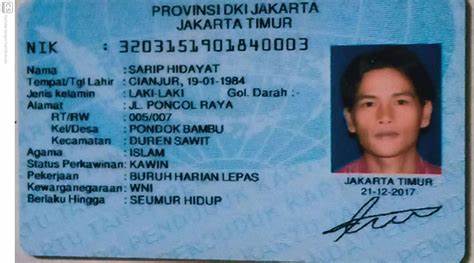 PROVINSI DKI JAKARTA
JAKARTA TIMUR
NIK : 3203151901840003
Nama : SARIP HIDAYAT
Tempat/Tgl Lahir : CIANJUR, 19-01-1984
Jenis kelamin : LAKI-LAKI Gol. Darah : -
Alamat : JL. PONCOL RAYA
RT/RW : 005/007
Kel/Desa : PONDOK BAMBU
Kecamatan : DUREN SAWIT
Agama : ISLAM
Status Perkawinan: KAWIN
Pekerjaan : BURUH HARIAN LEPAS
Kewarganegaraan: WNI
Berlaku Hingga : SEUMUR HIDUP
JAKARTA TIMUR
21-12-2017